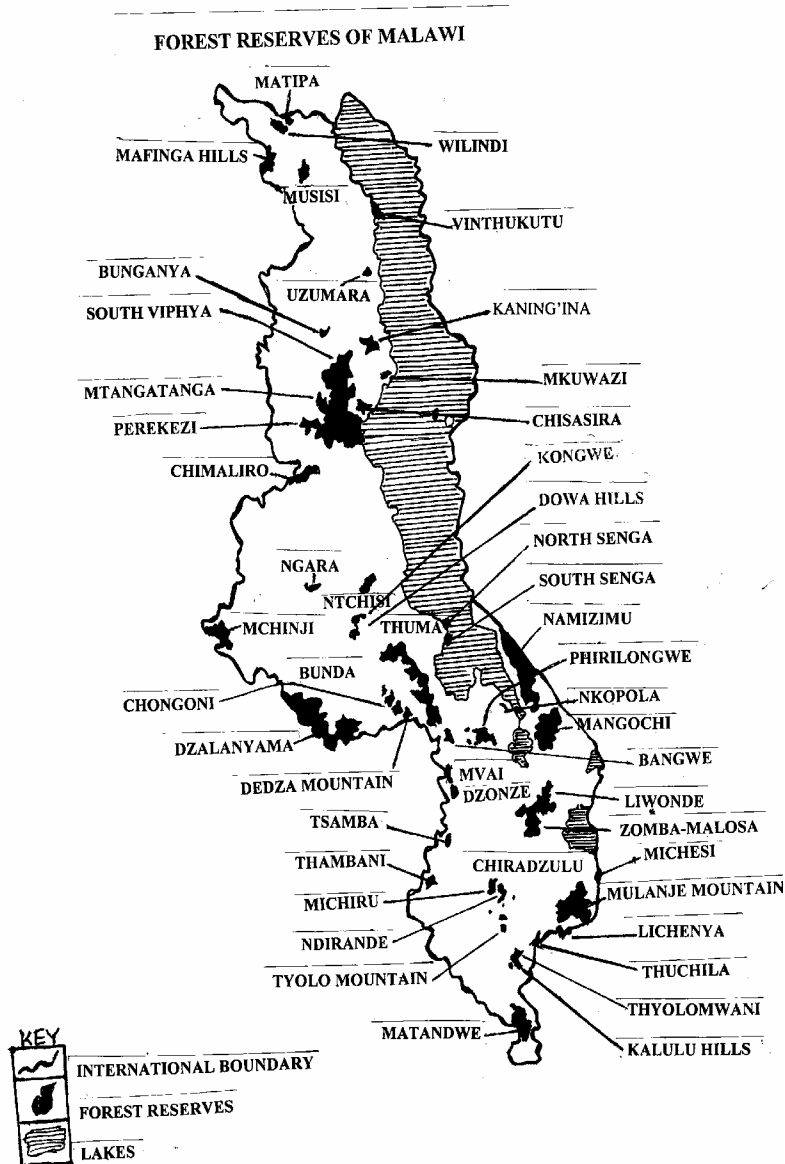 FOREST RESERVES OF MALAWI
MATIPA
WILINDI
MAFINGA HILLS
MUSISI
VINTHUKUTU
BUNGANYA
UZUMARA
SOUTH VIPHYA
KANING'INA
MTANGATANGA
MKUWAZI
PEREKEZI
CHISASIRA
CHIMALIRO
KONGWE
DOWA HILLS
NORTH SENGA
NGARA
SOUTH SENGA
NTCHISI
NAMIZIMU
MCHINJI
THUMA
PHIRILONGWE
BUNDA
NKOPOLA
CHONGONI
MANGOCHI
DZALANYAMA
BANGWE
DEDZA MOUNTAIN
MVAI
DZONZE
LIWONDE
TSAMBA
ZOMBA-MALOSA
MICHESI
THAMBANI
CHIRADZULU
MULANJE MOUNTAIN
MICHIRU
LICHENYA
NDIRANDE
THUCHILA
TYOLO MOUNTAIN
THYOLOMWANI
MATANDWE
KALULU HILLS
KEY
INTERNATIONAL BOUNDARY
FOREST RESERVES
LAKES